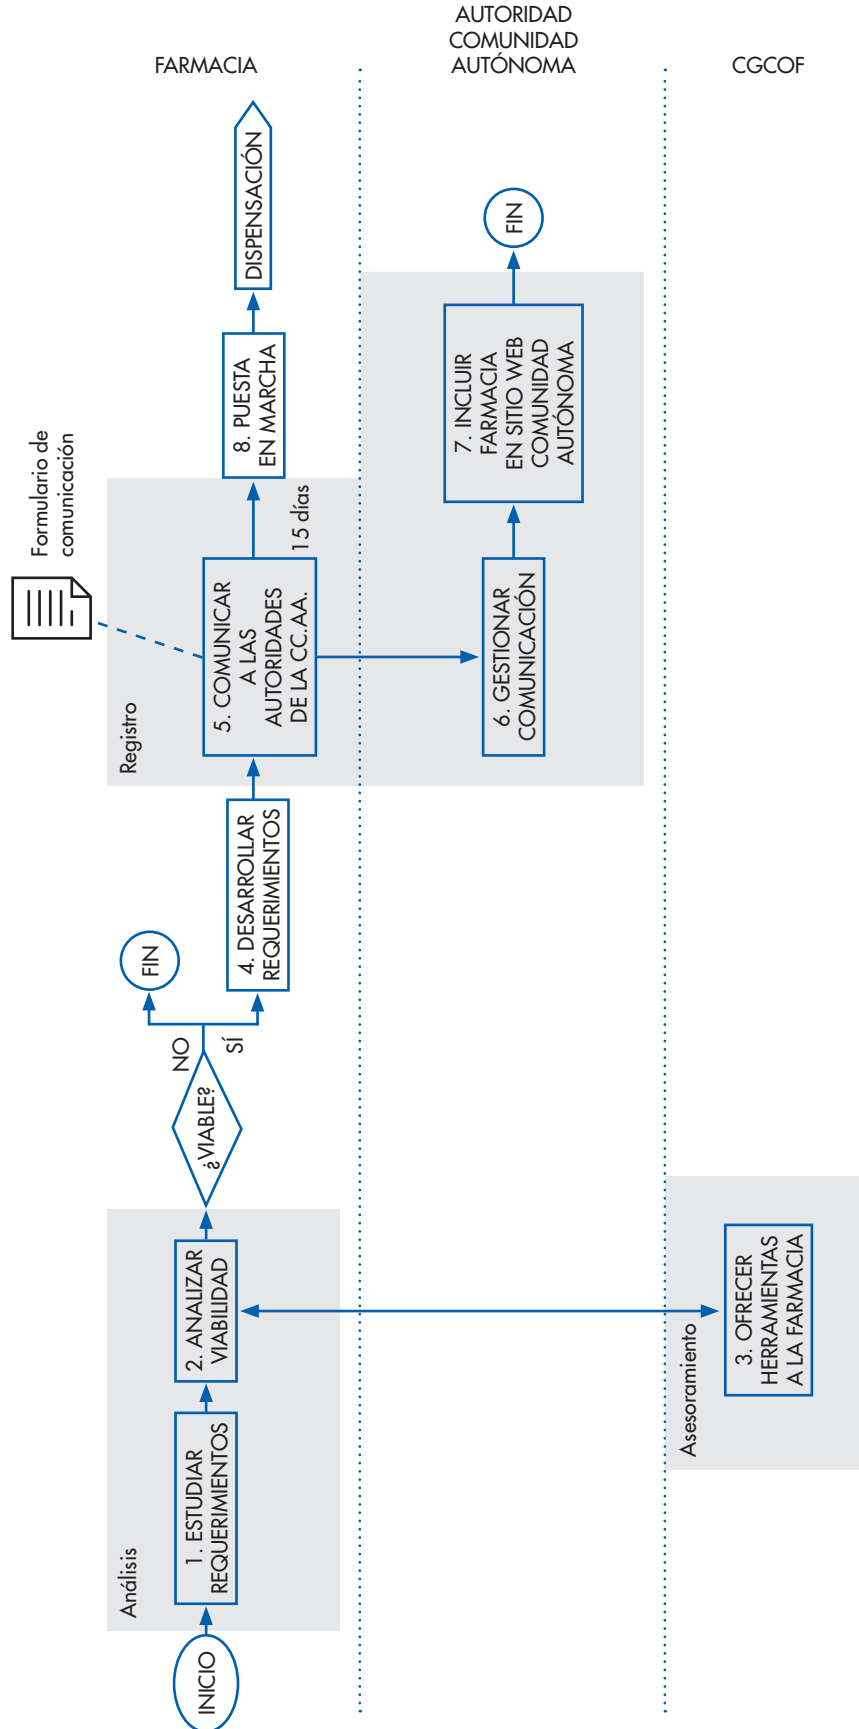 FARMACIA
AUTORIDAD
COMUNIDAD
AUTÓNOMA
CGCOF
INICIO
Análisis
1. ESTUDIAR
REQUERIMIENTOS
2. ANALIZAR
VIABILIDAD
¿VIABLE?
NO
SÍ
FIN
4. DESARROLLAR
REQUERIMIENTOS
Registro
5. COMUNICAR
A LAS
AUTORIDADES
DE LA CC.AA.
Formulario de
comunicación
15 días
8. PUESTA
EN MARCHA
DISPENSACIÓN
6. GESTIONAR
COMUNICACIÓN
7. INCLUIR
FARMACIA
EN SITIO WEB
COMUNIDAD
AUTÓNOMA
FIN
Asesoramiento
3. OFRECER
HERRAMIENTAS
A LA FARMACIA